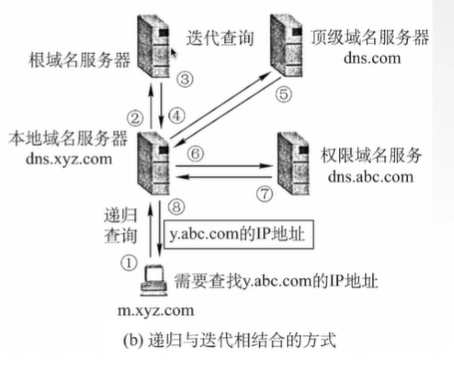 迭代查询
顶级域名服务器
dns.com
根域名服务器
③
②
④
⑤
本地域名服务器
dns.xyz.com
⑥
权限域名服务
dns.abc.com
⑦
⑧
递归
查询
y.abc.com的IP地址
①
需要查找y.abc.com的IP地址
m.xyz.com
(b) 递归与迭代相结合的方式